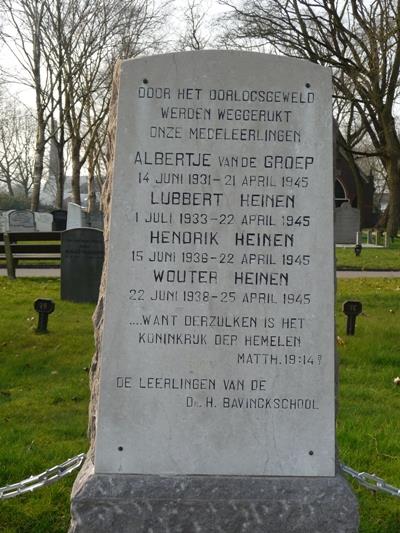 DOOR HET OORLOGSGEWELD
WERDEN WEGGERUKT
ONZE MEDELEERLINGEN
ALBERTJE VAN DE GROEP
14 JUNI 1931 - 21 APRIL 1945
LUBBERT HEINEN
1 JULI 1933 - 22 APRIL 1945
HENDRIK HEINEN
15 JUNI 1936 - 22 APRIL 1945
WOUTER HEINEN
22 JUNI 1938 - 25 APRIL 1945
....WANT DERZULKEN IS HET
KONINKRIJK DER HEMELEN
MATTH. 19:14B
DE LEERLINGEN VAN DE
DR. H. BAVINCKSCHOOL